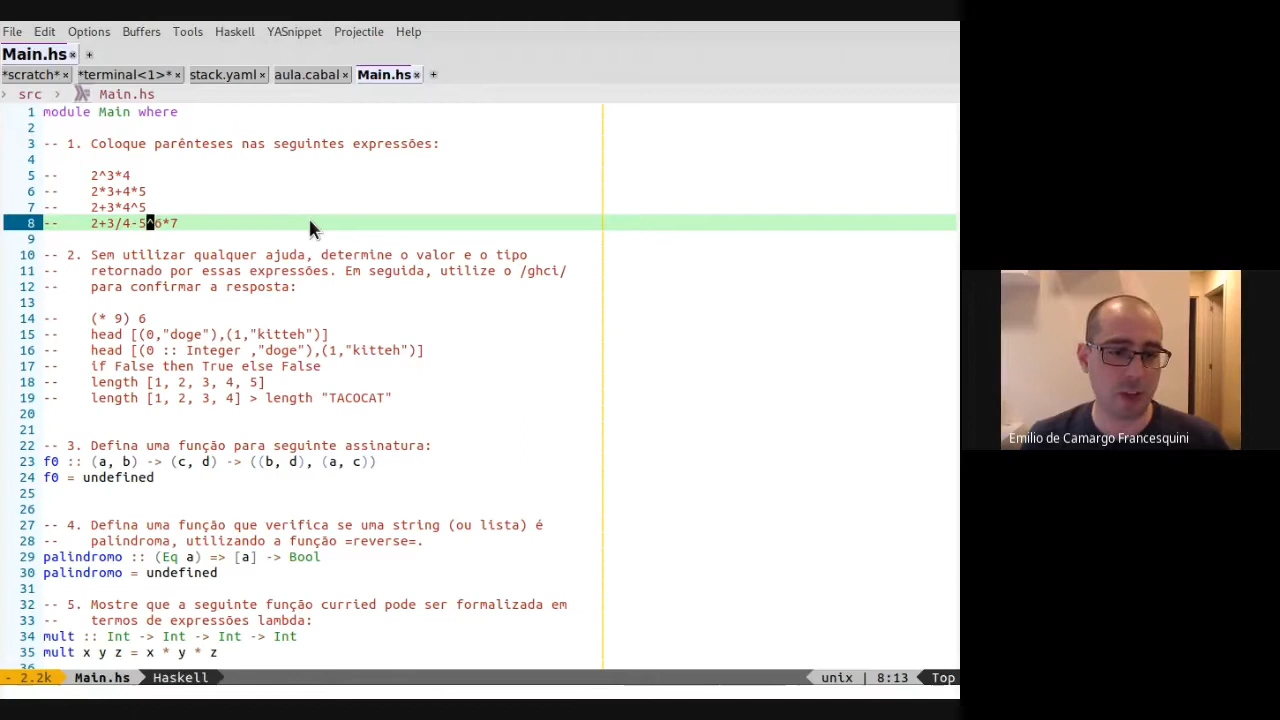 File Edit Options Buffers Tools Haskell YASnippet Projectile Help
Main.hs × +
*scratch* × *terminal<1>* × stack.yaml × aula.cabal × Main.hs × +
› src › Main.hs
1 module Main where
2
3 -- 1. Coloque parênteses nas seguintes expressões:
4
5 -- 2^3*4
6 -- 2*3+4*5
7 -- 2+3*4^5
8 -- 2+3/4-5^6*7
9
10 -- 2. Sem utilizar qualquer ajuda, determine o valor e o tipo
11 -- retornado por essas expressões. Em seguida, utilize o /ghci/
12 -- para confirmar a resposta:
13
14 -- (* 9) 6
15 -- head [(0,"doge"),(1,"kitteh")]
16 -- head [(0 :: Integer ,"doge"),(1,"kitteh")]
17 -- if False then True else False
18 -- length [1, 2, 3, 4, 5]
19 -- length [1, 2, 3, 4] > length "TACOCAT"
20
21
22 -- 3. Defina uma função para seguinte assinatura:
23 f0 :: (a, b) -> (c, d) -> ((b, d), (a, c))
24 f0 = undefined
25
26
27 -- 4. Defina uma função que verifica se uma string (ou lista) é
28 -- palíndroma, utilizando a função =reverse=.
29 palindromo :: (Eq a) => [a] -> Bool
30 palindromo = undefined
31
32 -- 5. Mostre que a seguinte função curried pode ser formalizada em
33 -- termos de expressões lambda:
34 mult :: Int -> Int -> Int -> Int
35 mult x y z = x * y * z
36
- 2.2k Main.hs Haskell unix | 8:13 Top
Emilio de Camargo Francesquini